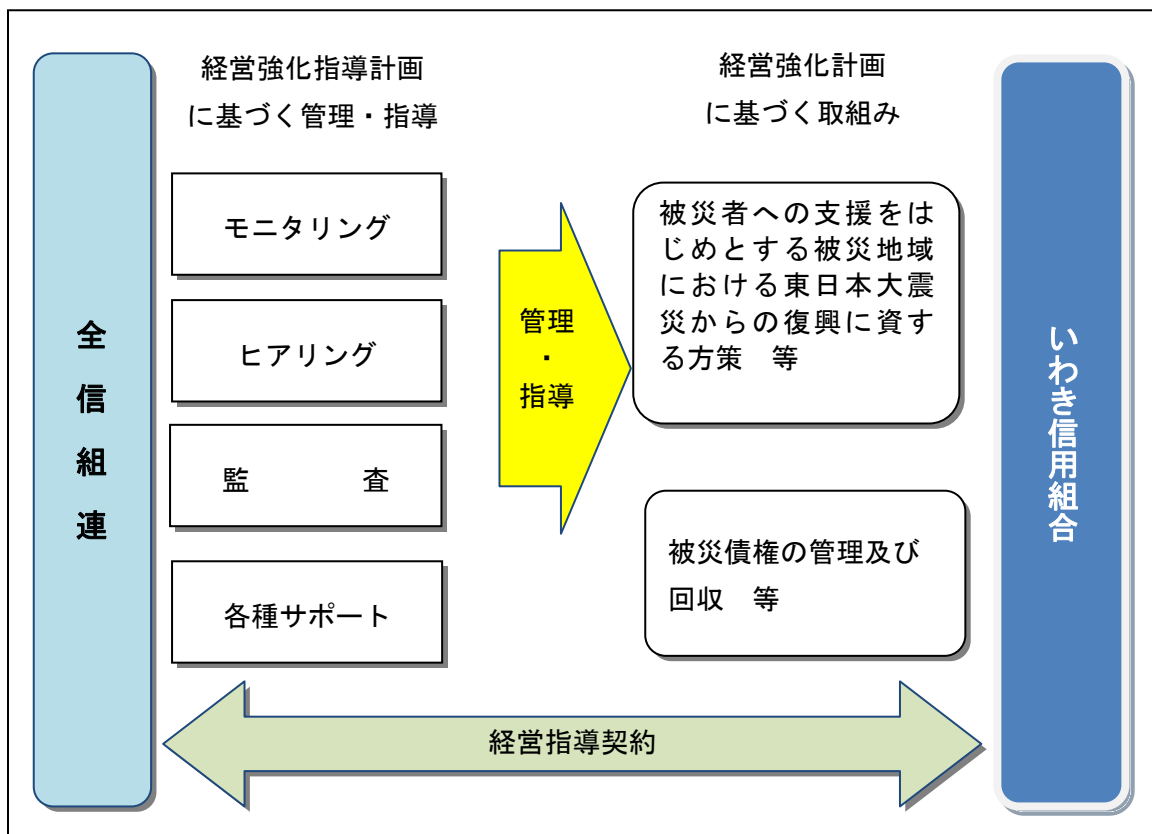 全信組連
経営強化指導計画
に基づく管理・指導
モニタリング
ヒアリング
監　　　査
各種サポート
管理
・
指導
経営強化計画
に基づく取組み
被災者への支援をは
じめとする被災地域
における東日本大震
災からの復興に資す
る方策　等
被災債権の管理及び
回収　等
いわき信用組合
経営指導契約